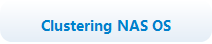 Clustering NAS OS